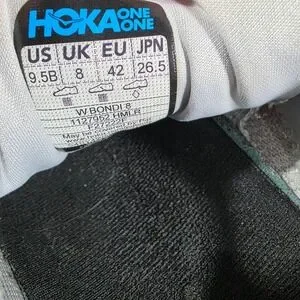 HOKA ONE ONE
US UK EU JPN
9.5B 8 42 26.5
W BONDI 8
1127952 HMLR